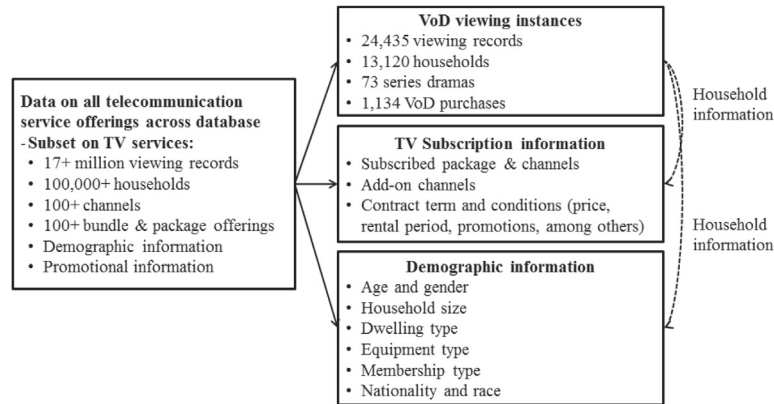 Data on all telecommunication
service offerings across database
- Subset on TV services:
• 17+ million viewing records
• 100,000+ households
• 100+ channels
• 100+ bundle & package offerings
• Demographic information
• Promotional information
VoD viewing instances
• 24,435 viewing records
• 13,120 households
• 73 series dramas
• 1,134 VoD purchases
TV Subscription information
• Subscribed package & channels
• Add-on channels
• Contract term and conditions (price,
rental period, promotions, among others)
Demographic information
• Age and gender
• Household size
• Dwelling type
• Equipment type
• Membership type
• Nationality and race
Household
information
Household
information